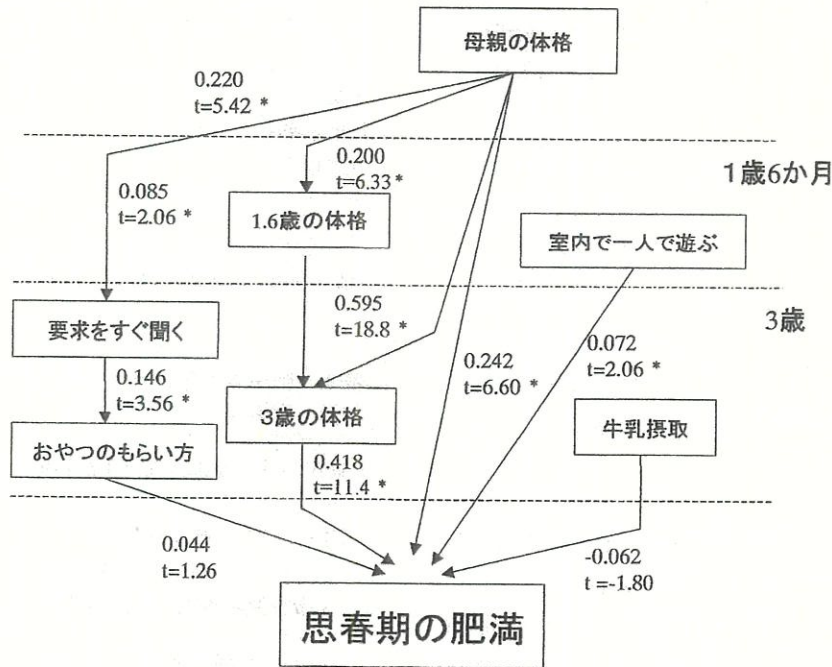 母親の体格
0.220
t=5.42 *
0.200
t=6.33 *
1歳6か月
0.085
t=2.06 *
1.6歳の体格
室内で一人で遊ぶ
0.595
t=18.8 *
3歳
要求をすぐ聞く
0.242
t=6.60 *
0.072
t=2.06 *
0.146
t=3.56 *
3歳の体格
牛乳摂取
おやつのもらい方
0.418
t=11.4 *
0.044
t=1.26
-0.062
t =-1.80
思春期の肥満